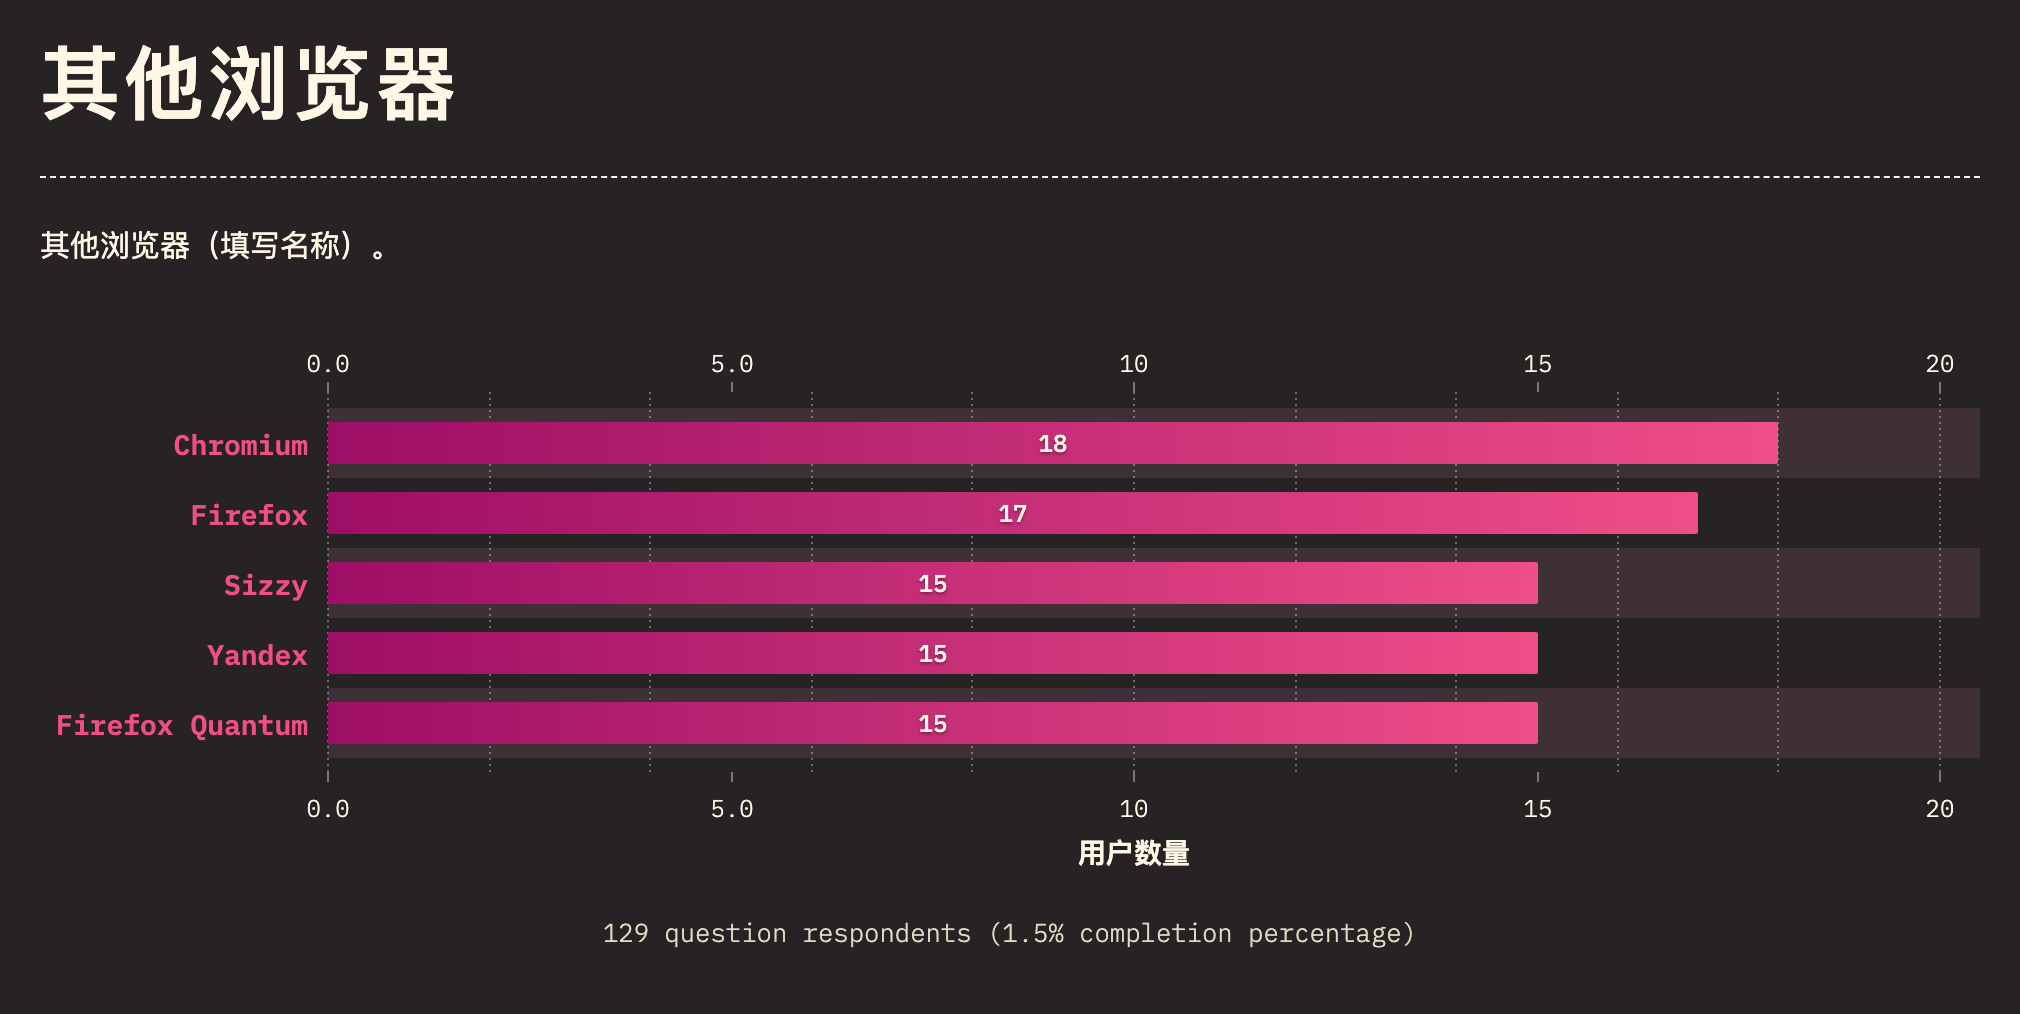 其他浏览器
其他浏览器（填写名称）。
0.0 5.0 10 15 20
Chromium 18
Firefox 17
Sizzy 15
Yandex 15
Firefox Quantum 15
0.0 5.0 10 15 20
用户数量
129 question respondents (1.5% completion percentage)